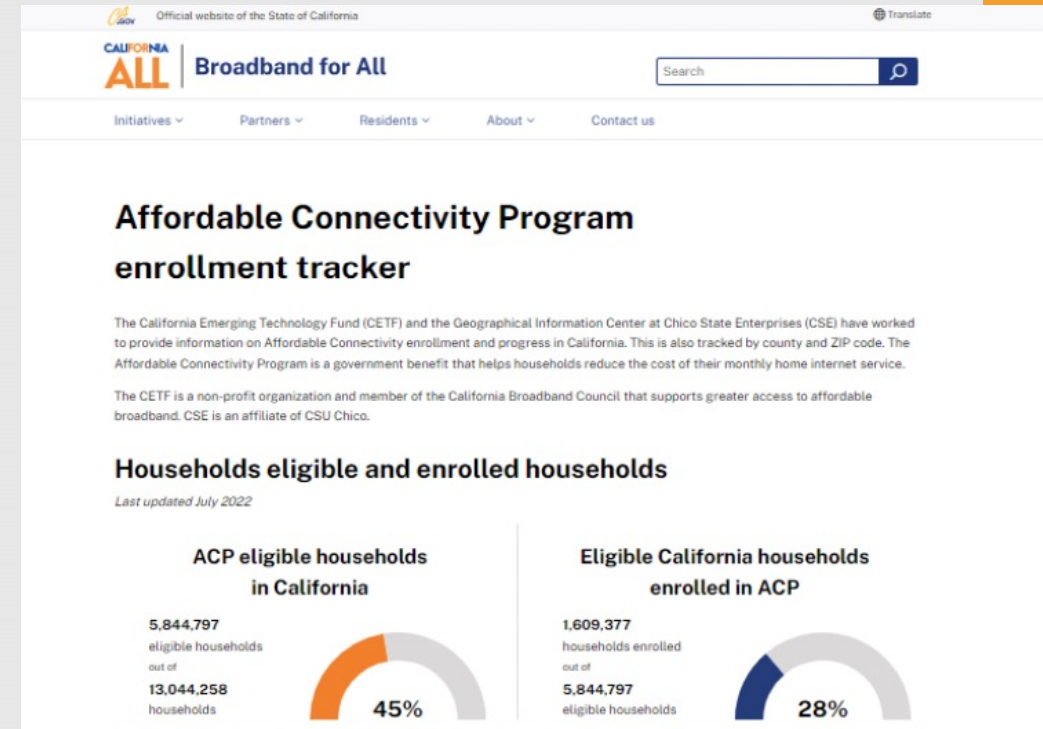 CA.GOV Official website of the State of California Translate
CALIFORNIA
ALL Broadband for All
Search
Initiatives Partners Residents About Contact us
Affordable Connectivity Program
enrollment tracker
The California Emerging Technology Fund (CETF) and the Geographical Information Center at Chico State Enterprises (CSE) have worked
to provide information on Affordable Connectivity enrollment and progress in California. This is also tracked by county and ZIP code. The
Affordable Connectivity Program is a government benefit that helps households reduce the cost of their monthly home internet service.
The CETF is a non-profit organization and member of the California Broadband Council that supports greater access to affordable
broadband. CSE is an affiliate of CSU Chico.
Households eligible and enrolled households
Last updated July 2022
ACP eligible households
in California
5,844,797
eligible households
out of
13,044,258
households
45%
Eligible California households
enrolled in ACP
1,609,377
households enrolled
out of
5,844,797
eligible households
28%